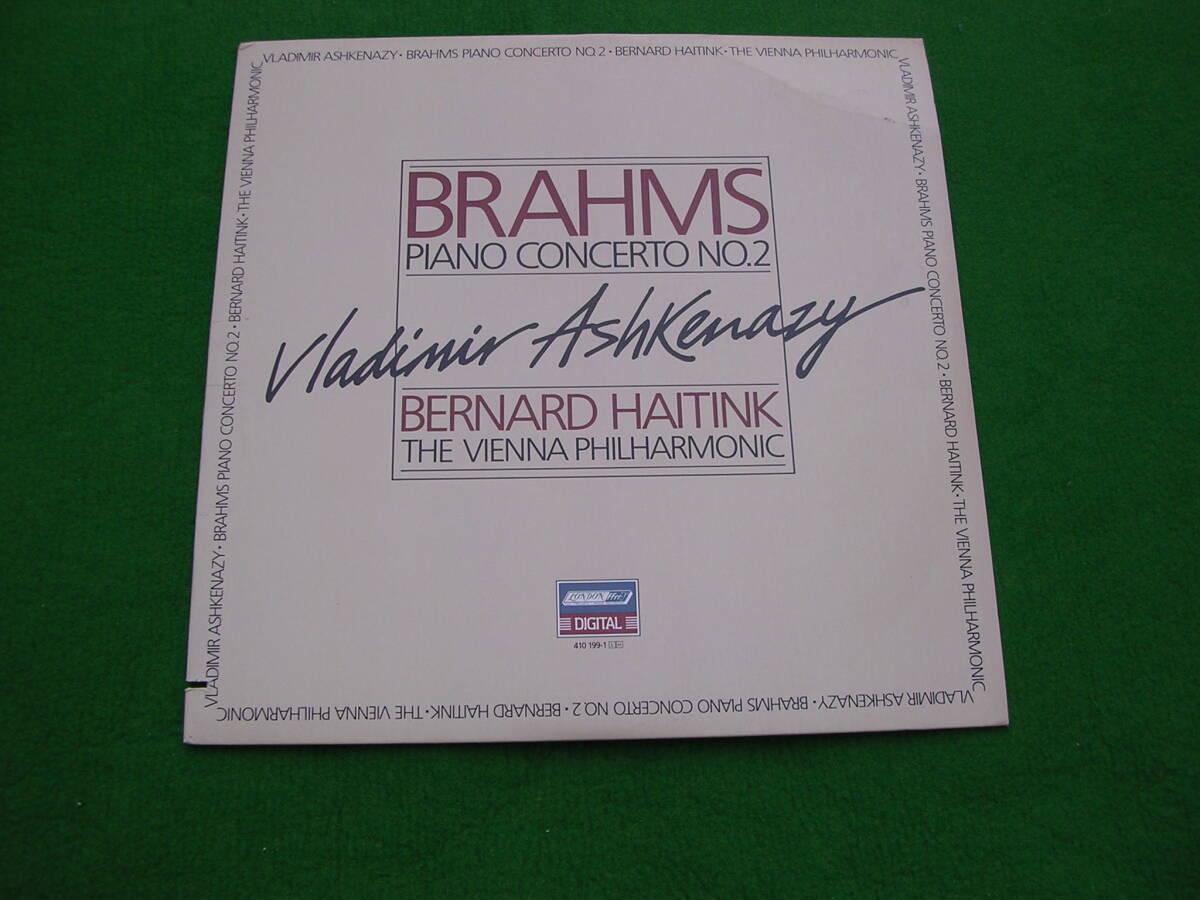 VLADIMIR ASHKENAZY · BRAHMS PIANO CONCERTO NO. 2 · BERNARD HAITINK · THE VIENNA PHILHARMONIC
VLADIMIR ASHKENAZY · BRAHMS PIANO CONCERTO NO. 2 · BERNARD HAITINK · THE VIENNA PHILHARMONIC
BRAHMS
PIANO CONCERTO NO.2
Vladimir Ashkenazy
BERNARD HAITINK
THE VIENNA PHILHARMONIC
LONDON ffrr
DIGITAL
410 199-1
VLADIMIR ASHKENAZY · BRAHMS PIANO CONCERTO NO. 2 · BERNARD HAITINK · THE VIENNA PHILHARMONIC
VLADIMIR ASHKENAZY · BRAHMS PIANO CONCERTO NO. 2 · BERNARD HAITINK · THE VIENNA PHILHARMONIC